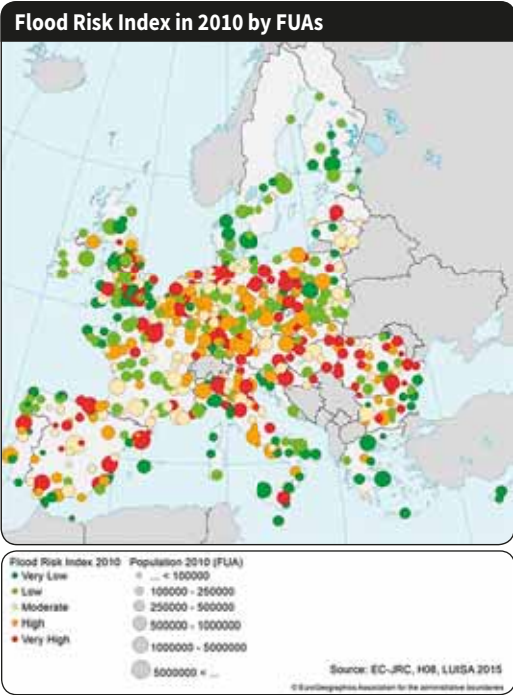 Flood Risk Index in 2010 by FUAs
Flood Risk Index 2010
Very Low
Low
Moderate
High
Very High
Population 2010 (FUA)
... < 100000
100000 - 250000
250000 - 500000
500000 - 1000000
1000000 - 5000000
5000000 < ...
Source: EC-JRC, H08, LUISA 2015
© EuroGeographics Association for the administrative boundaries